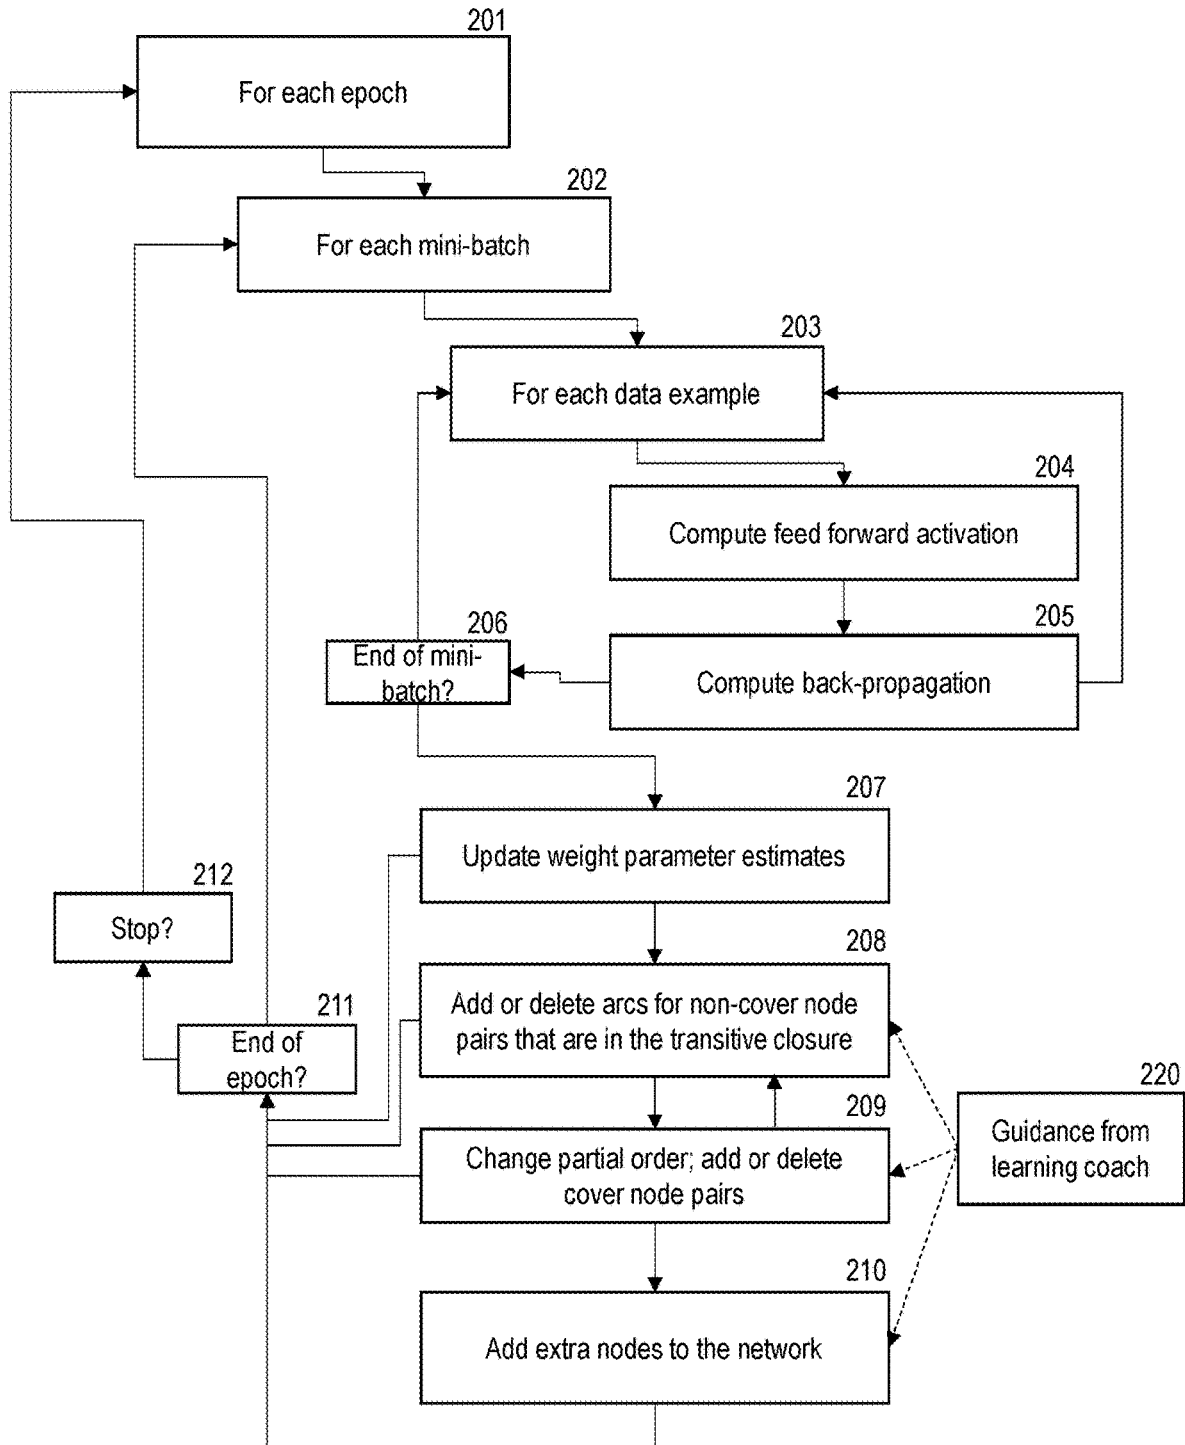 201
For each epoch
202
For each mini-batch
203
For each data example
204
Compute feed forward activation
205
Compute back-propagation
206
End of mini-
batch?
207
Update weight parameter estimates
212
Stop?
208
Add or delete arcs for non-cover node
pairs that are in the transitive closure
211
End of
epoch?
209
Change partial order; add or delete
cover node pairs
220
Guidance from
learning coach
210
Add extra nodes to the network